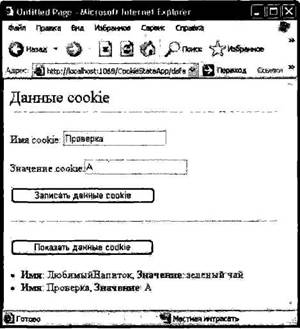 Untitled Page - Microsoft Internet Explorer
Файл Правка Вид Избранное Сервис Справка
Назад Поиск Избранное
Адрес: http://localhost:1069/CookieStateApp/defa Переход Ссылки »
Данные cookie
Имя cookie: Проверка
Значение cookie: А
Записать данные cookie
Показать данные cookie
• Имя: ЛюбимыйНапиток, Значение: зеленый чай
• Имя: Проверка, Значение: А
Готово Местная интрасеть